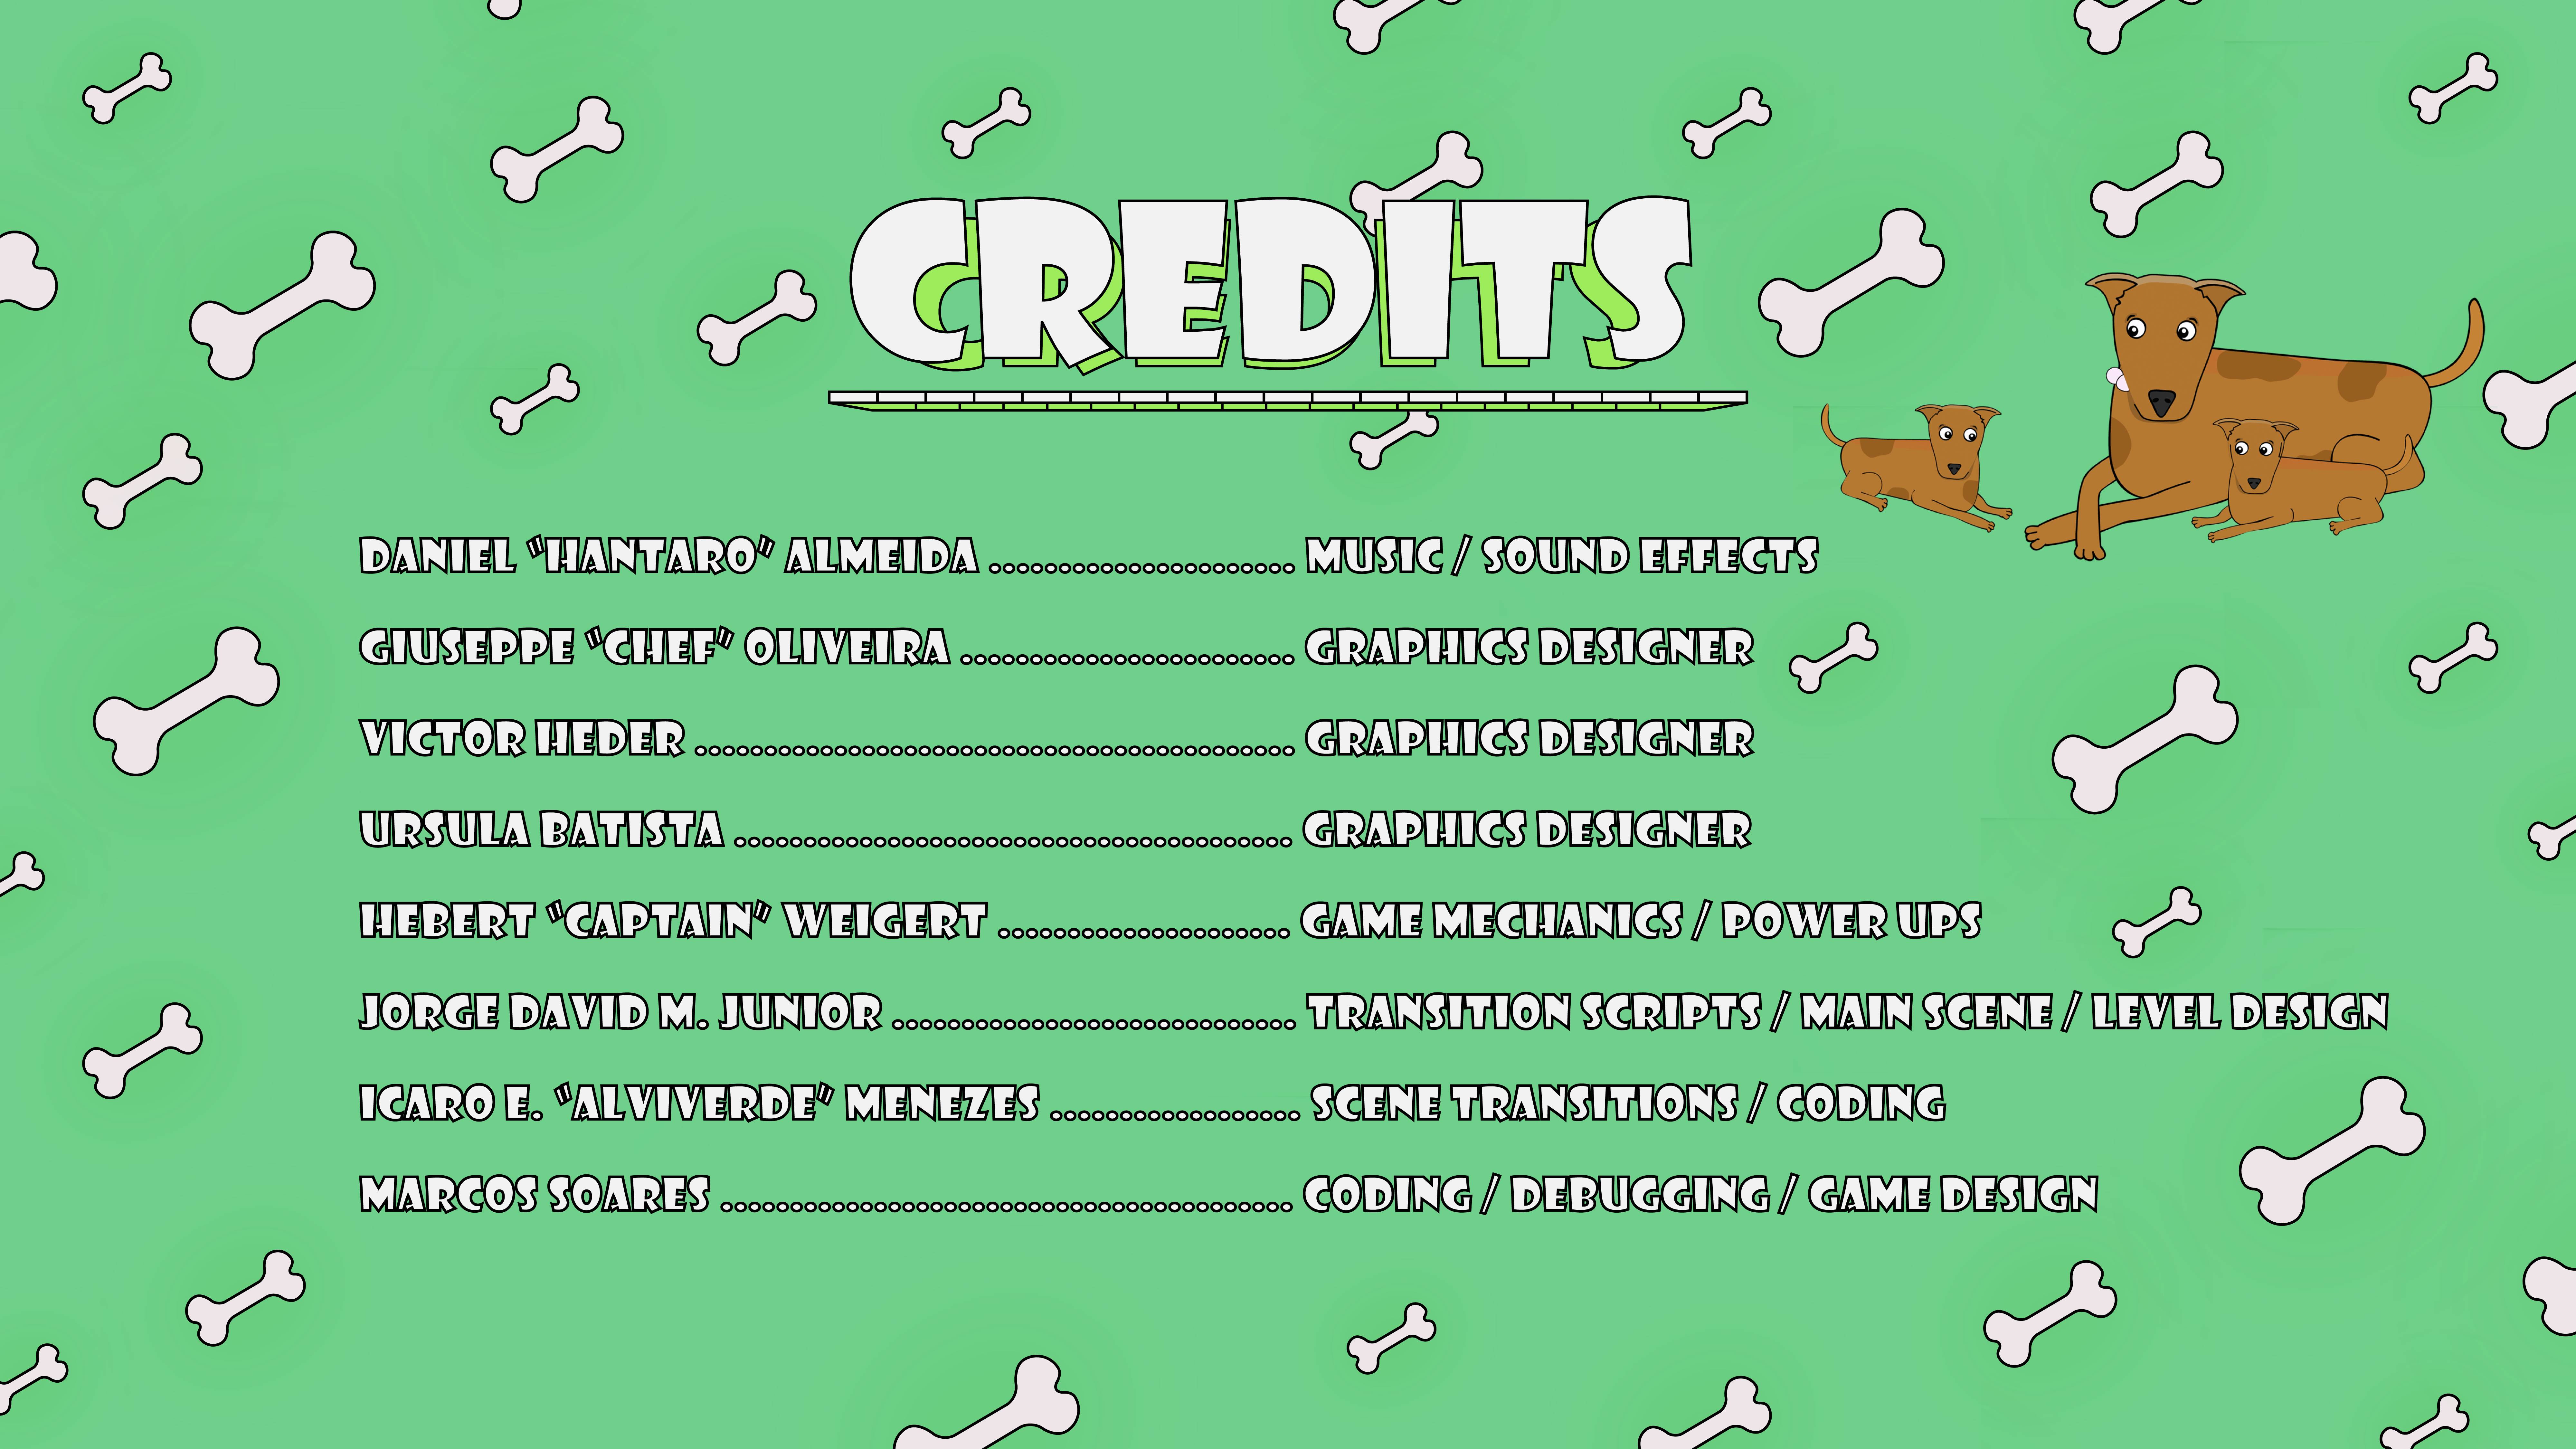 CREDITS
DANIEL "HANTARO" ALMEIDA ...................... MUSIC / SOUND EFFECTS
GIUSEPPE "CHEF" OLIVEIRA ........................ GRAPHICS DESIGNER
VICTOR HEDER ........................................... GRAPHICS DESIGNER
URSULA BATISTA ........................................ GRAPHICS DESIGNER
HEBERT "CAPTAIN" WEIGERT ..................... GAME MECHANICS / POWER UPS
JORGE DAVID M. JUNIOR ............................. TRANSITION SCRIPTS / MAIN SCENE / LEVEL DESIGN
ICARO E. "ALVIVERDE" MENEZES .................. SCENE TRANSITIONS / CODING
MARCOS SOARES ......................................... CODING / DEBUGGING / GAME DESIGN